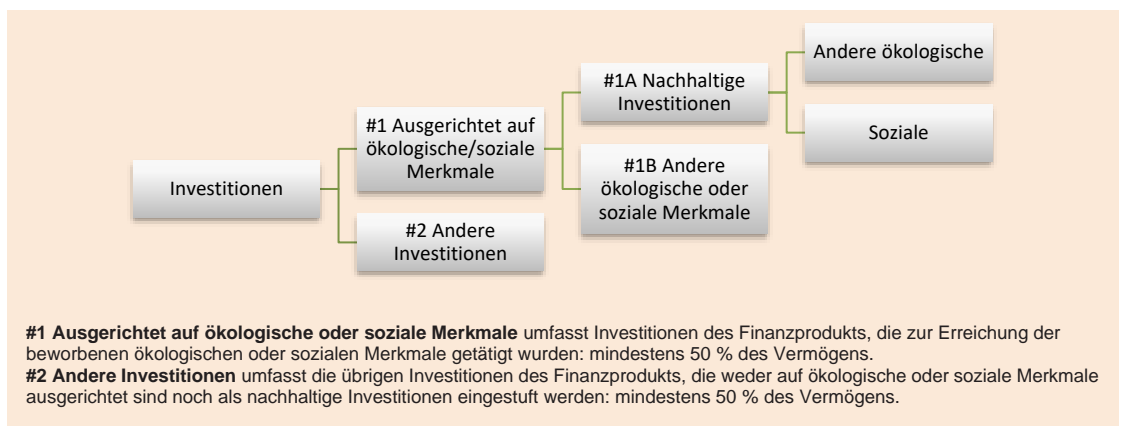 Andere ökologische
#1A Nachhaltige
Investitionen
#1 Ausgerichtet auf
ökologische/soziale
Merkmale
Soziale
Investitionen
#1B Andere
ökologische oder
soziale Merkmale
#2 Andere
Investitionen
#1 Ausgerichtet auf ökologische oder soziale Merkmale umfasst Investitionen des Finanzprodukts, die zur Erreichung der
beworbenen ökologischen oder sozialen Merkmale getätigt wurden: mindestens 50 % des Vermögens.
#2 Andere Investitionen umfasst die übrigen Investitionen des Finanzprodukts, die weder auf ökologische oder soziale Merkmale
ausgerichtet sind noch als nachhaltige Investitionen eingestuft werden: mindestens 50 % des Vermögens.